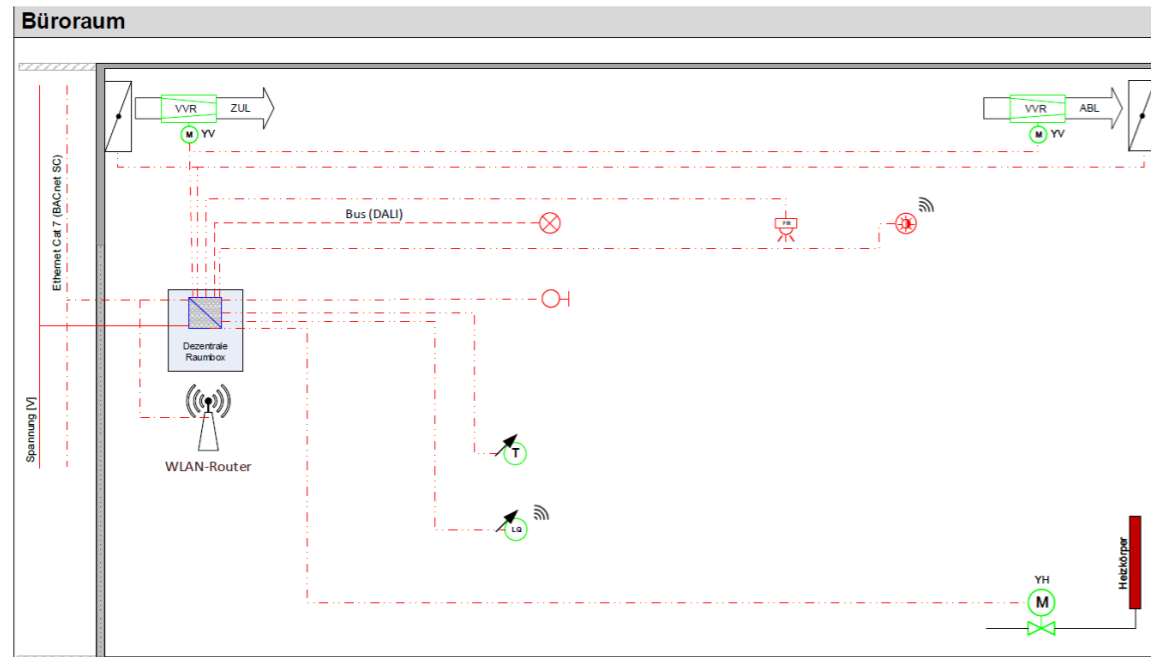 Büroraum
VVR
ZUL
M
YV
VVR
ABL
M
YV
Ethernet Cat 7 (BACnet SC)
Bus (DALI)
Dezentrale
Raumbox
Spannung [V]
WLAN-Router
T
LQ
YH
M
Heizkörper